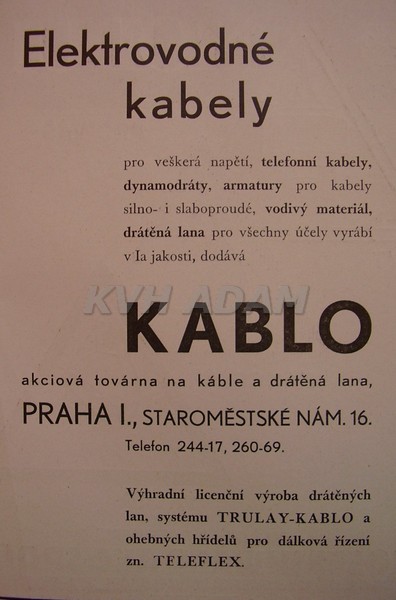 Elektrovodné
kabely
pro veškerá napětí, telefonní kabely,
dynamodráty, armatury pro kabely
silno- i slaboproudé, vodivý materiál,
drátěná lana pro všechny účely vyrábí
v Ia jakosti, dodává
KVH ADAM
KABLO
akciová továrna na káble a drátěná lana,
PRAHA I., STAROMĚSTSKÉ NÁM. 16.
Telefon 244-17, 260-69.
Výhradní licenční výroba drátěných
lan, systému TRULAY-KABLO a
ohebných hřídelů pro dálková řízení
zn. TELEFLEX.